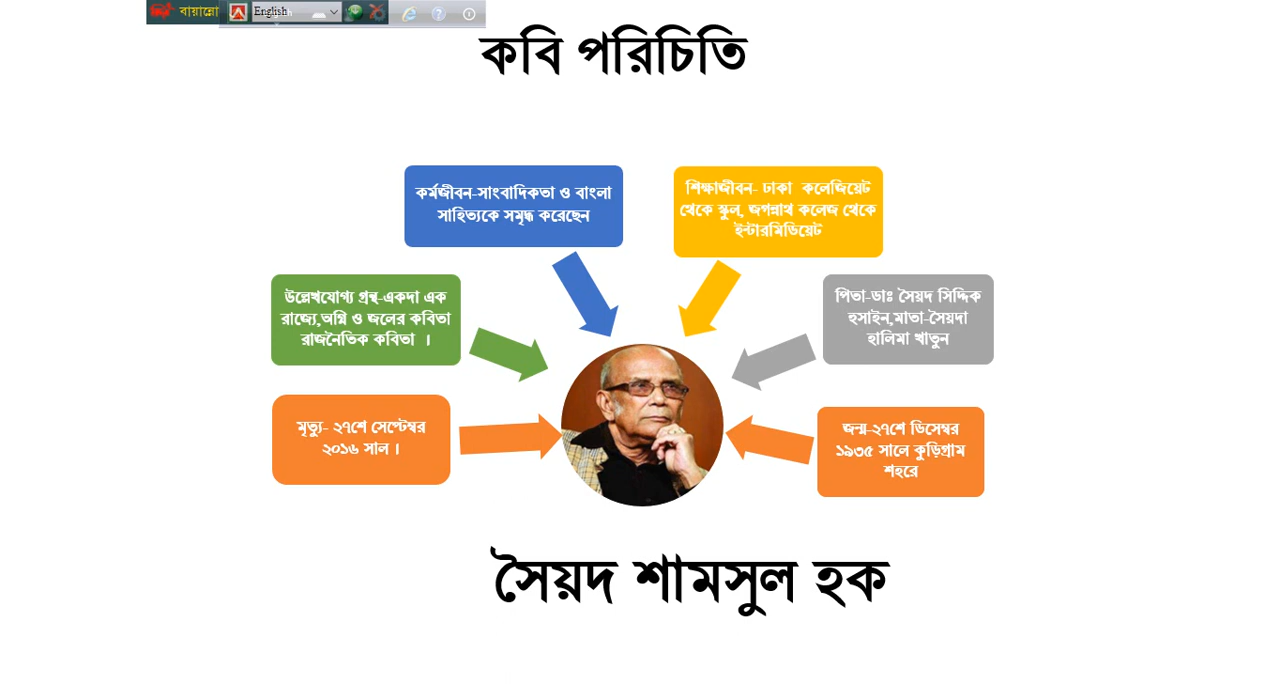 বায়ান্নো
English
কবি পরিচিতি
কর্মজীবন-সাংবাদিকতা ও বাংলা
সাহিত্যকে সমৃদ্ধ করেছেন
শিক্ষাজীবন- ঢাকা কলেজিয়েট
থেকে স্কুল, জগন্নাথ কলেজ থেকে
ইন্টারমিডিয়েট
উল্লেখযোগ্য গ্রন্থ-একদা এক
রাজ্যে,অগ্নি ও জলের কবিতা
রাজনৈতিক কবিতা ।
পিতা-ডাঃ সৈয়দ সিদ্দিক
হুসাইন,মাতা-সৈয়দা
হালিমা খাতুন
মৃত্যু- ২৭শে সেপ্টেম্বর
২০১৬ সাল ।
জন্ম-২৭শে ডিসেম্বর
১৯৩৫ সালে কুড়িগ্রাম
শহরে
সৈয়দ শামসুল হক